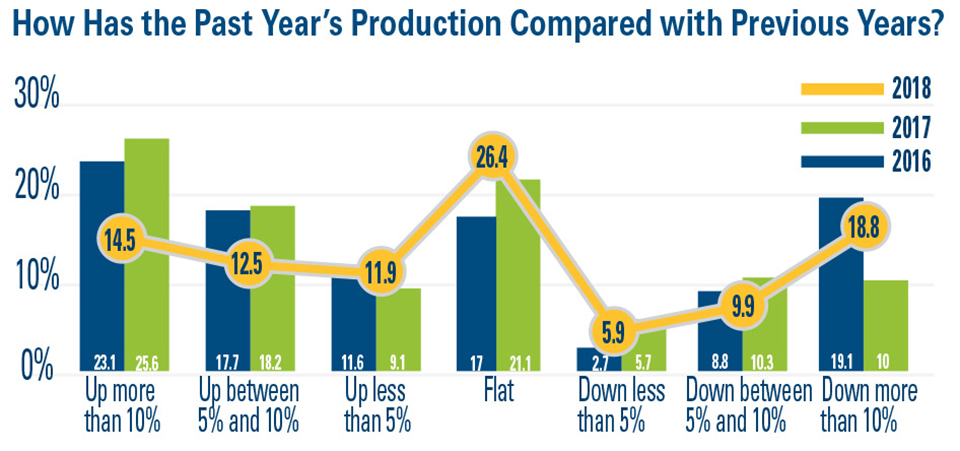 How Has the Past Year's Production Compared with Previous Years?
30%
2018
2017
2016
20%
10%
0%
26.4
14.5
12.5
11.9
5.9
9.9
18.8
23.1 25.6 17.7 18.2 11.6 9.1 17 21.1 2.7 5.7 8.8 10.3 19.1 10
Up more
than 10%
Up between
5% and 10%
Up less
than 5%
Flat
Down less
than 5%
Down between
5% and 10%
Down more
than 10%